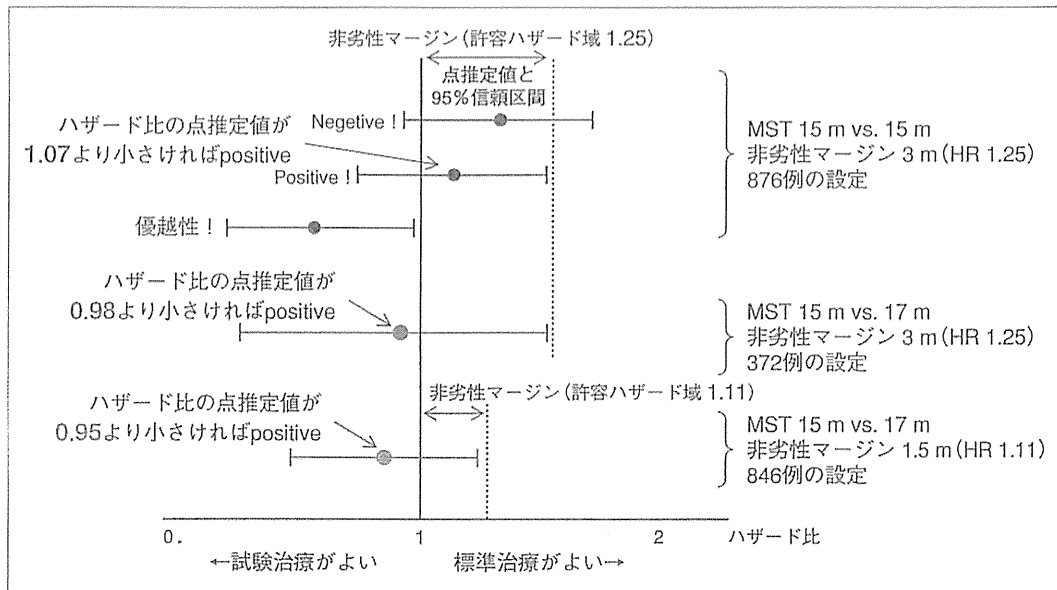 非劣性マージン(許容ハザード域 1.25)
点推定値と
95%信頼区間
Negetive !
ハザード比の点推定値が
1.07より小さければpositive
Positive !
優越性 !
MST 15 m vs. 15 m
非劣性マージン 3 m(HR 1.25)
876例の設定
ハザード比の点推定値が
0.98より小さければpositive
MST 15 m vs. 17 m
非劣性マージン 3 m(HR 1.25)
372例の設定
非劣性マージン(許容ハザード域 1.11)
ハザード比の点推定値が
0.95より小さければpositive
MST 15 m vs. 17 m
非劣性マージン 1.5 m(HR 1.11)
846例の設定
0. 1 2 ハザード比
←試験治療がよい 標準治療がよい→